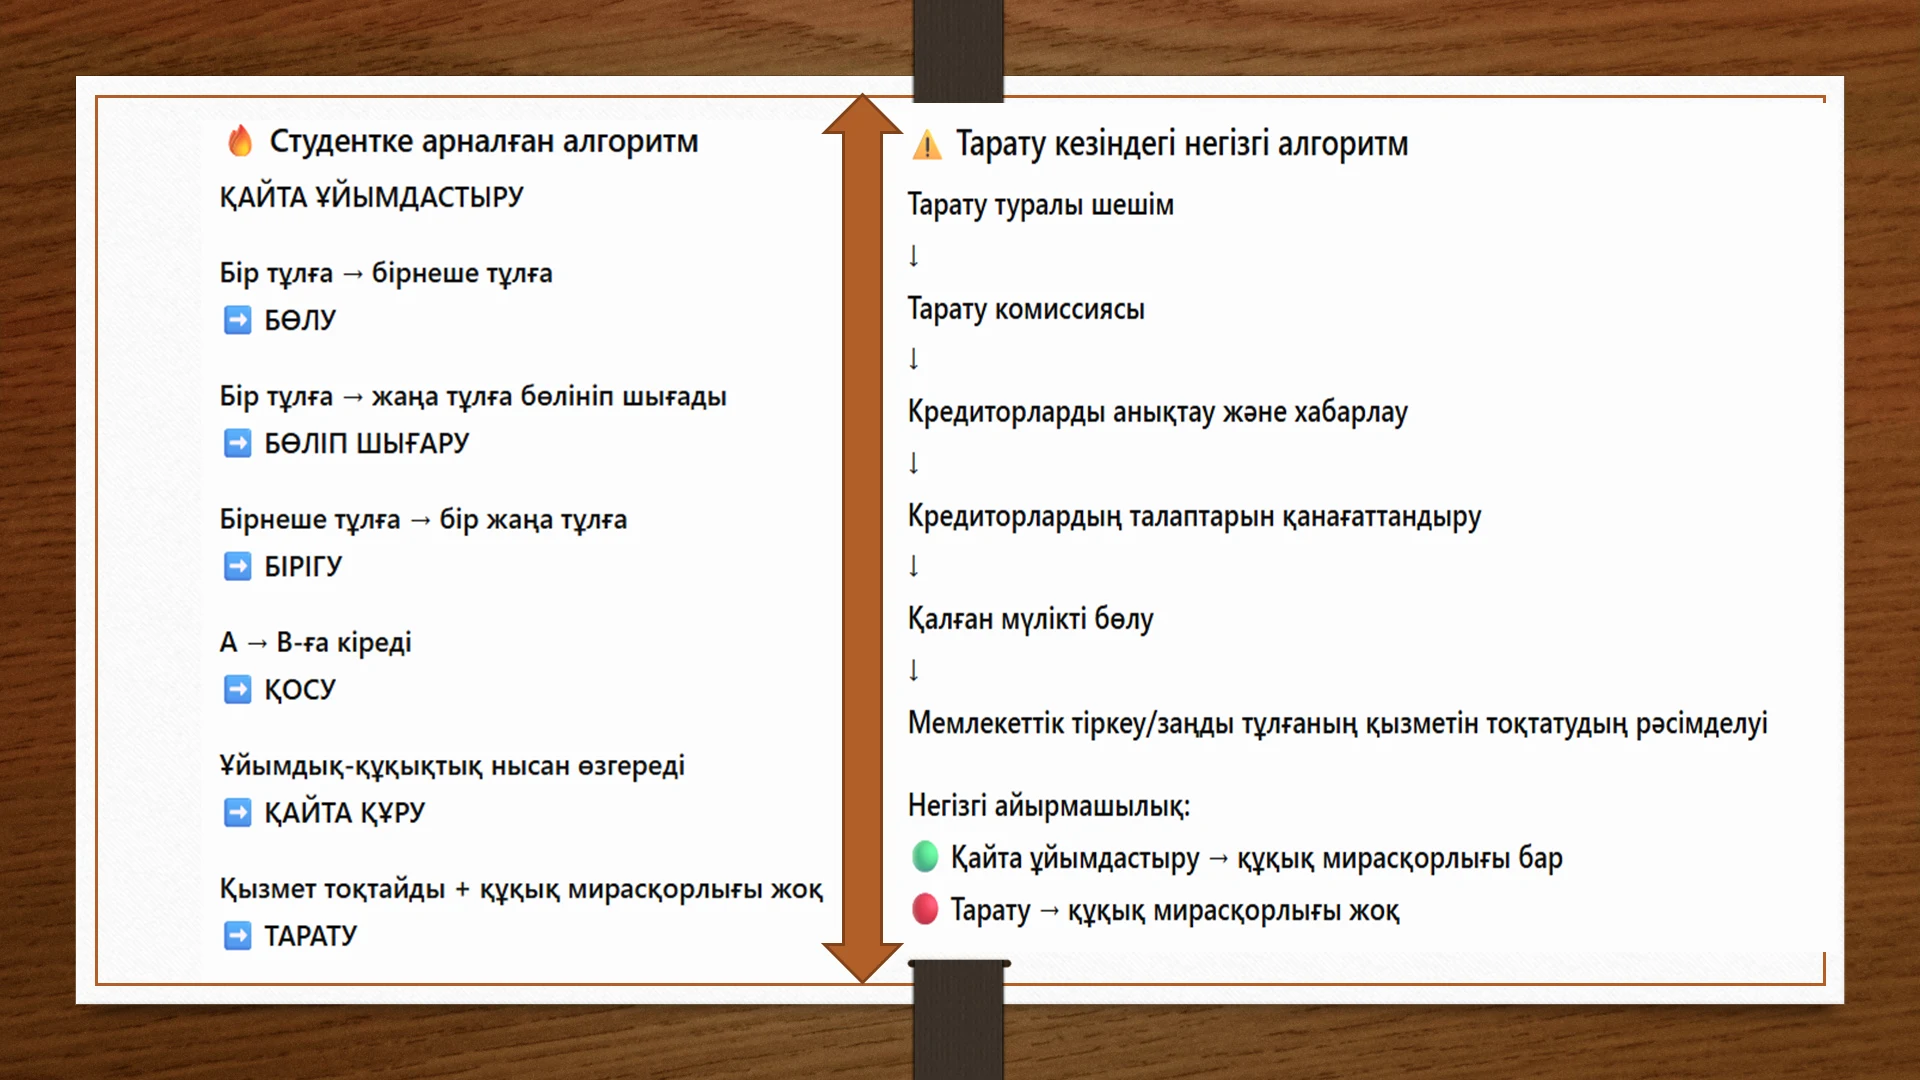 🔥 Студентке арналған алгоритм
ҚАЙТА ҰЙЫМДАСТЫРУ
Бір тұлға → бірнеше тұлға
➡️ БӨЛУ
Бір тұлға → жаңа тұлға бөлініп шығады
➡️ БӨЛІП ШЫҒАРУ
Бірнеше тұлға → бір жаңа тұлға
➡️ БІРІГУ
А → В-ға кіреді
➡️ ҚОСУ
Ұйымдық-құқықтық нысан өзгереді
➡️ ҚАЙТА ҚҰРУ
Қызмет тоқтайды + құқық мирасқорлығы жоқ
➡️ ТАРАТУ
⚠️ Тарату кезіндегі негізгі алгоритм
Тарату туралы шешім
↓
Тарату комиссиясы
↓
Кредиторларды анықтау және хабарлау
↓
Кредиторлардың талаптарын қанағаттандыру
↓
Қалған мүлікті бөлу
↓
Мемлекеттік тіркеу/заңды тұлғаның қызметін тоқтатудың рәсімделуі
Негізгі айырмашылық:
🟢 Қайта ұйымдастыру → құқық мирасқорлығы бар
🔴 Тарату → құқық мирасқорлығы жоқ